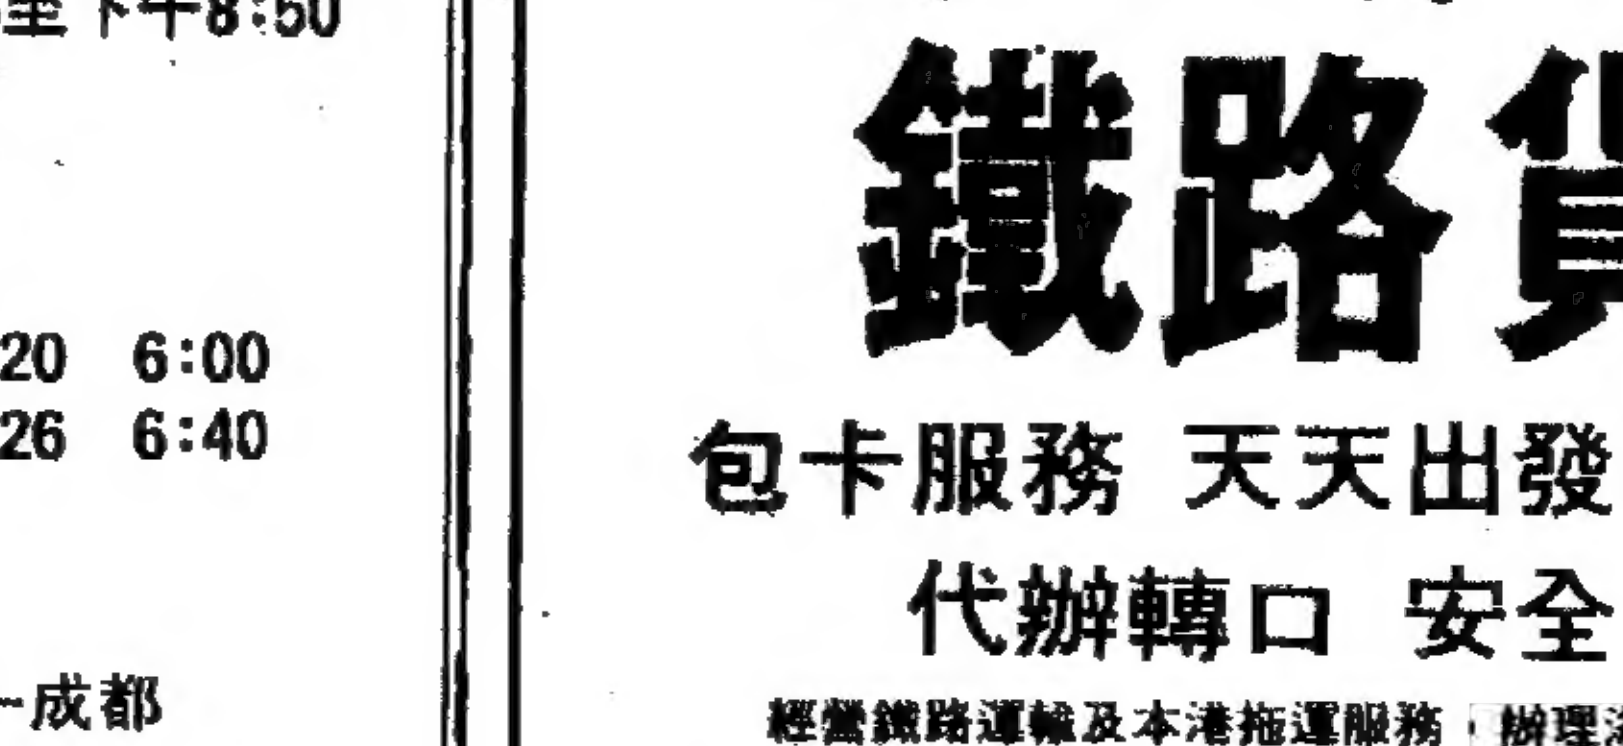 至下午8:50
20 6:00
26 6:40
成都
鐵路貨
包卡服務 天天出發
代辦轉口 安全
經營鐵路運輸及本港拖運服務，辦理